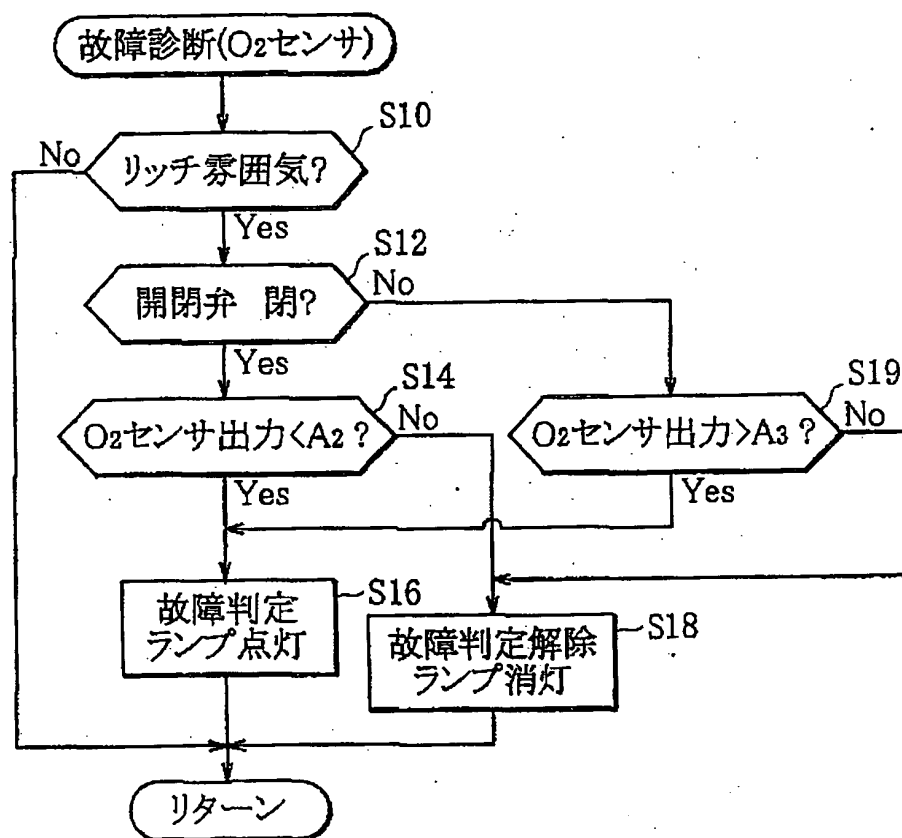 故障診断(O₂センサ)
S10
No
リッチ雰囲気?
Yes
S12
No
開閉弁 閉?
Yes
S14
No
O₂センサ出力<A₂?
S19
No
O₂センサ出力>A₃?
Yes
Yes
S16
故障判定
ランプ点灯
S18
故障判定解除
ランプ消灯
リターン